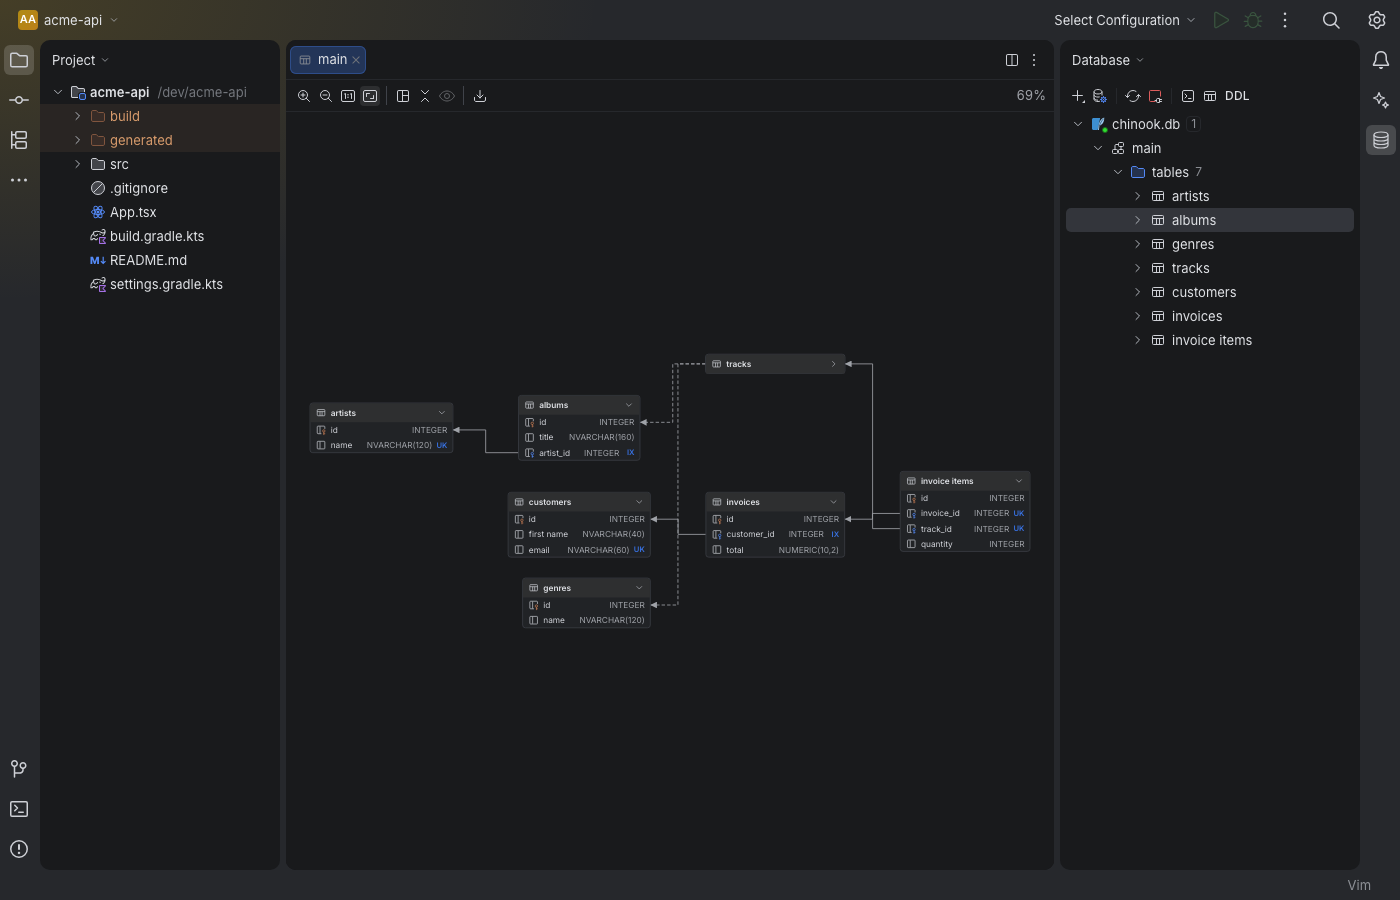 AA acme-api
Select Configuration
Project
acme-api /dev/acme-api
build
generated
src
.gitignore
App.tsx
build.gradle.kts
M↓ README.md
settings.gradle.kts
main
1:1
69%
tracks
artists
id INTEGER
name NVARCHAR(120) UK
albums
id INTEGER
title NVARCHAR(160)
artist_id INTEGER IX
customers
id INTEGER
first name NVARCHAR(40)
email NVARCHAR(60) UK
invoices
id INTEGER
customer_id INTEGER IX
total NUMERIC(10,2)
invoice items
id INTEGER
invoice_id INTEGER UK
track_id INTEGER UK
quantity INTEGER
genres
id INTEGER
name NVARCHAR(120)
Database
DDL
chinook.db 1
main
tables 7
artists
albums
genres
tracks
customers
invoices
invoice items
Vim